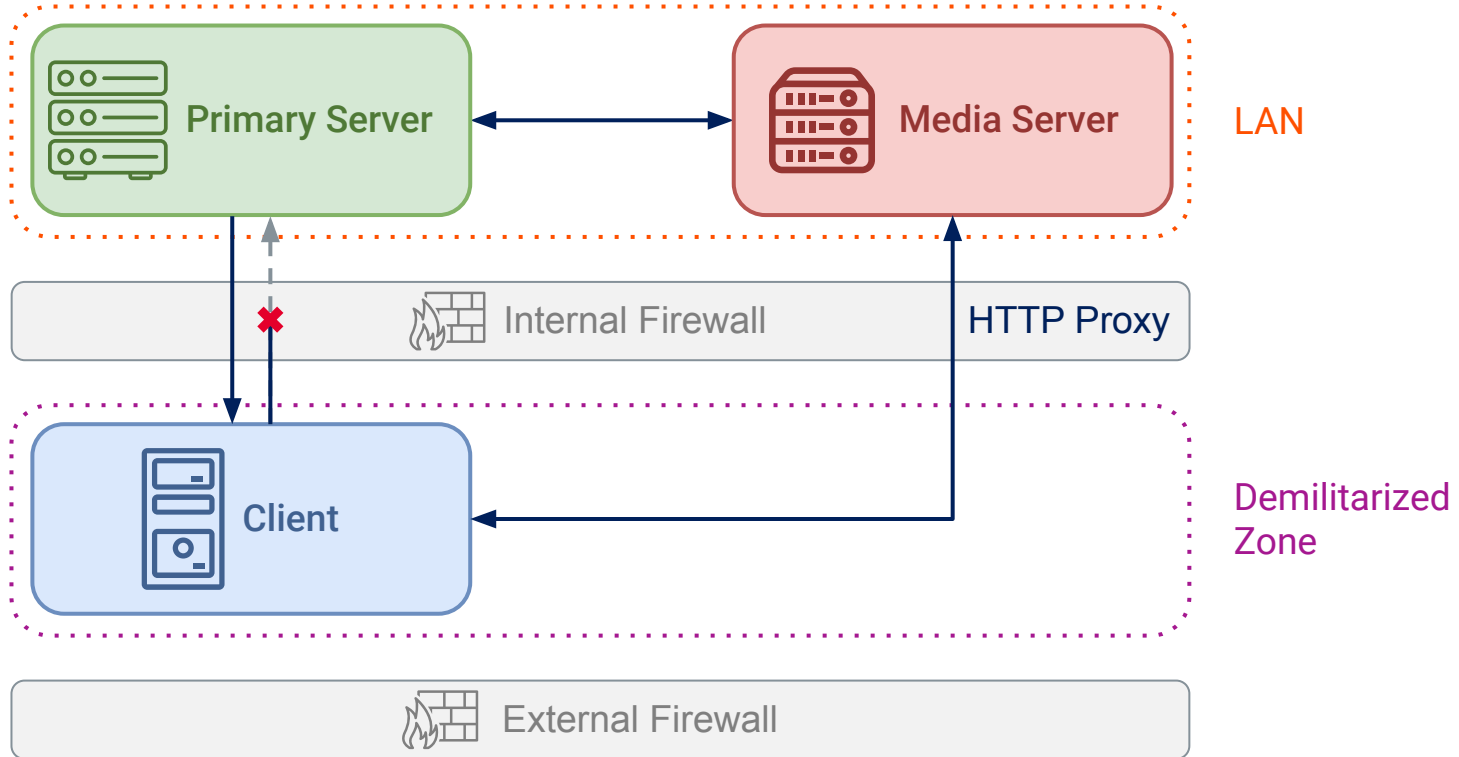 Primary Server
Media Server
LAN
Internal Firewall
HTTP Proxy
Client
Demilitarized
Zone
External Firewall